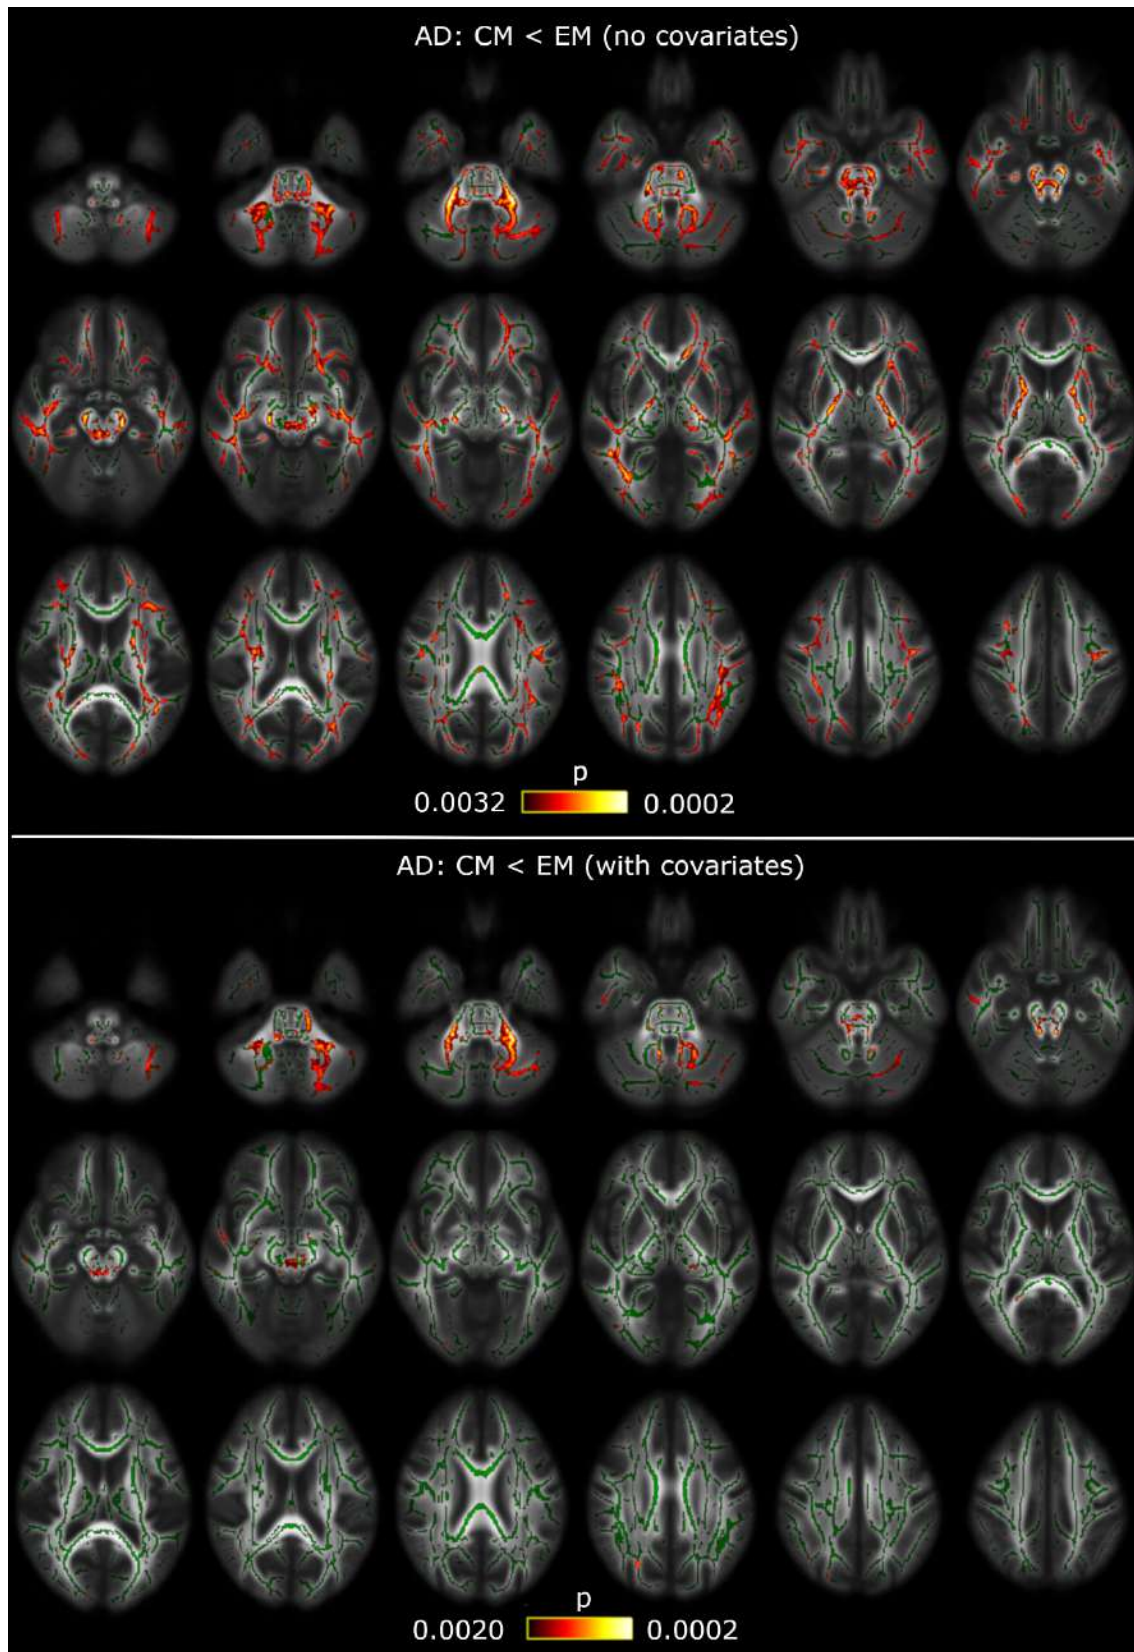 AD: CM < EM (no covariates)
p
0.0032 0.0002
AD: CM < EM (with covariates)
p
0.0020 0.0002